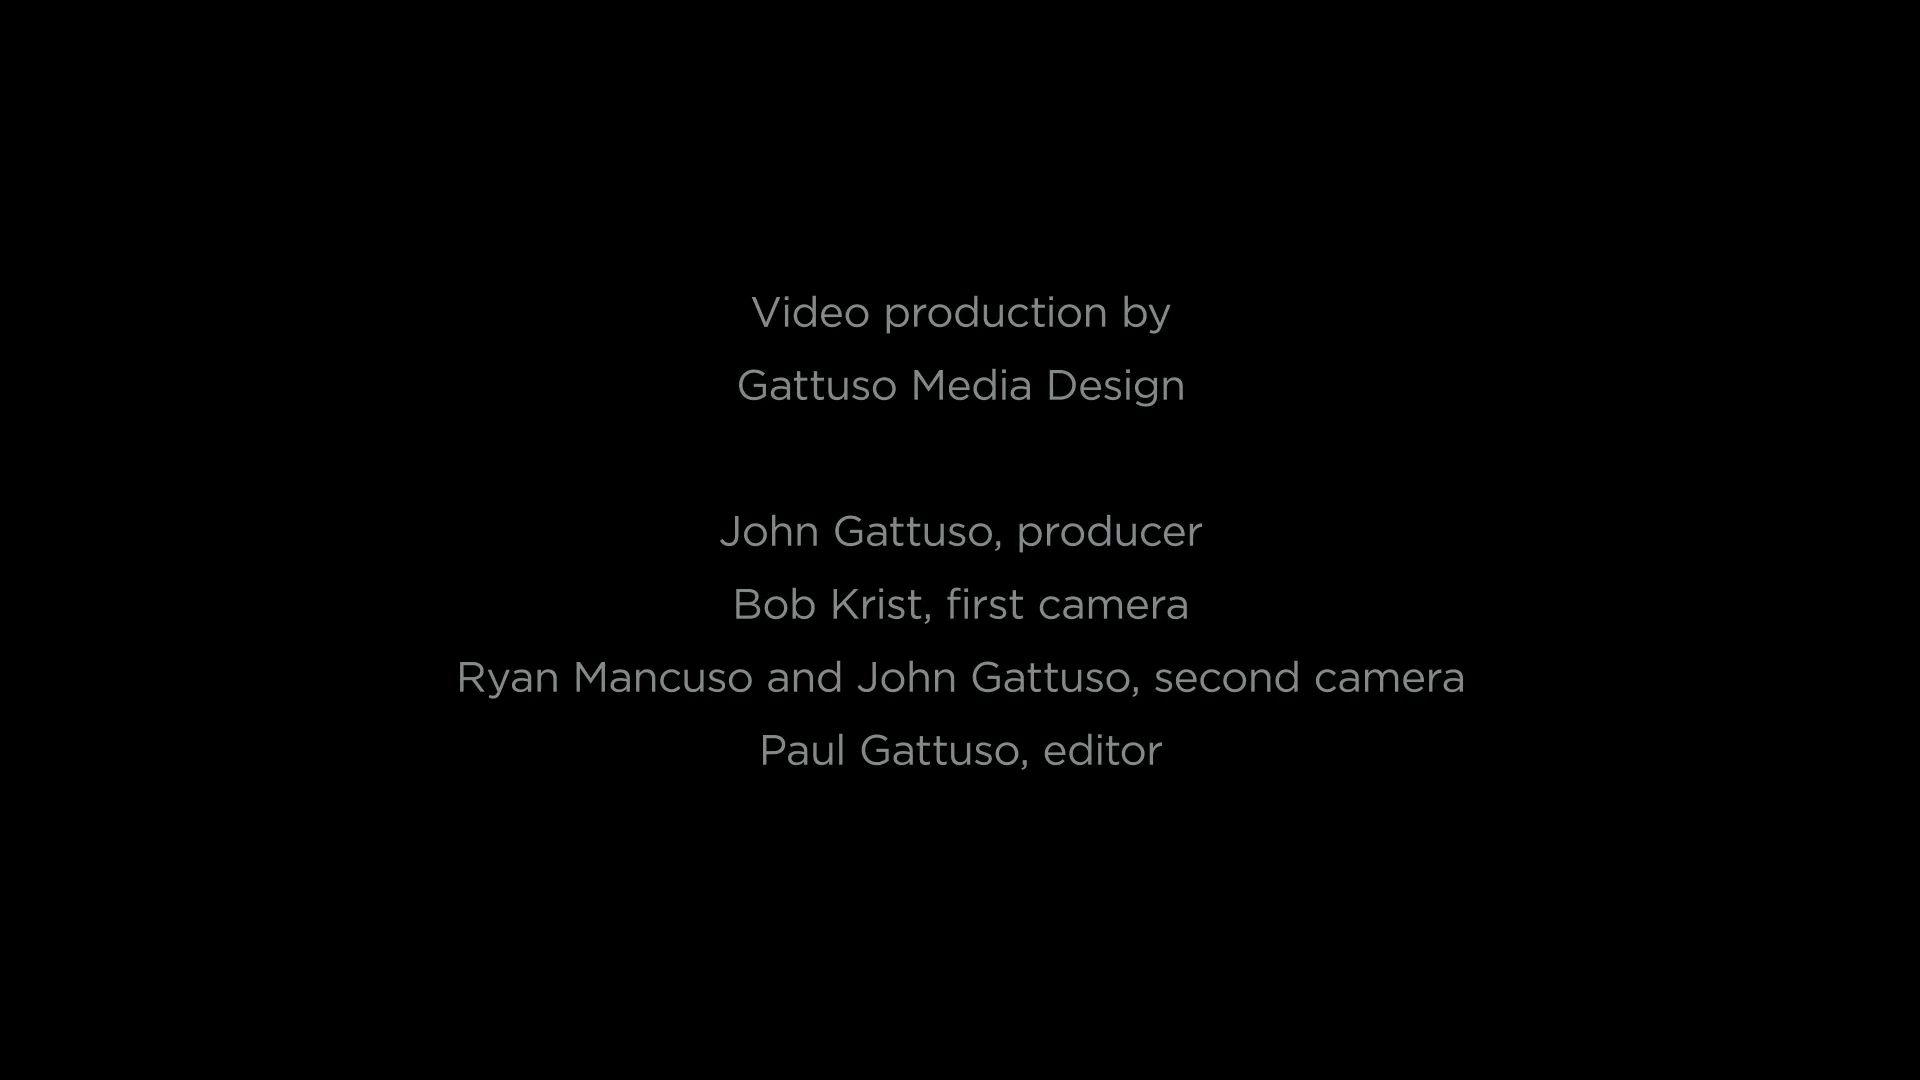 Video production by
Gattuso Media Design
John Gattuso, producer
Bob Krist, first camera
Ryan Mancuso and John Gattuso, second camera
Paul Gattuso, editor